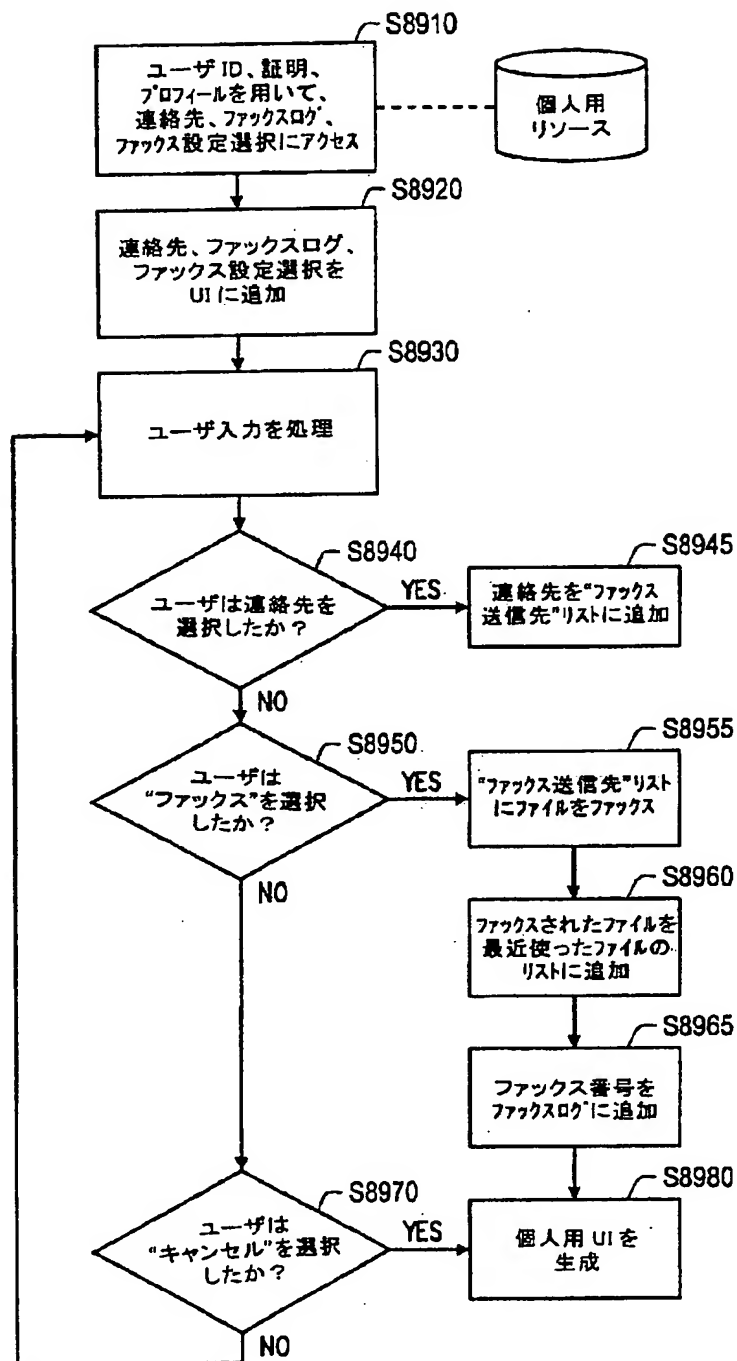 S8910
ユーザ ID、証明、
プロフィールを用いて、
連絡先、ファックスログ、
ファックス設定選択にアクセス
個人用
リソース
S8920
連絡先、ファックスログ、
ファックス設定選択を
UI に追加
S8930
ユーザ入力を処理
S8940
ユーザは連絡先を
選択したか？
YES
NO
S8945
連絡先を“ファックス
送信先”リストに追加
S8950
ユーザは
“ファックス”を選択
したか？
YES
NO
S8955
“ファックス送信先”リスト
にファイルをファックス
S8960
ファックスされたファイルを
最近使ったファイルの
リストに追加
S8965
ファックス番号を
ファックスログに追加
S8970
ユーザは
“キャンセル”を選択
したか？
YES
NO
S8980
個人用 UI を
生成